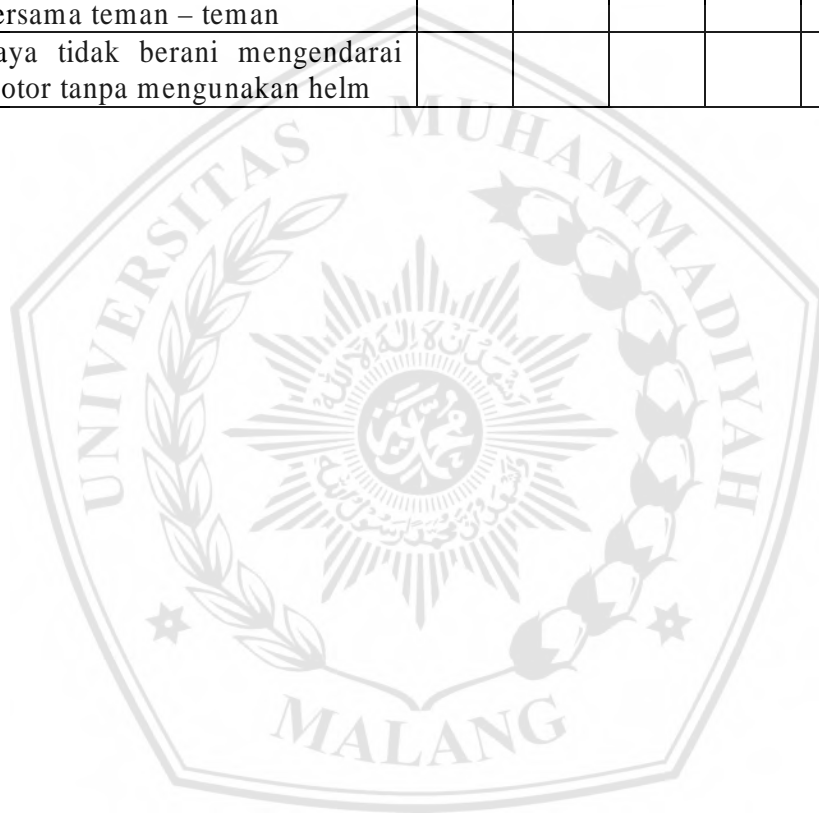 ersama teman – teman
aya tidak berani mengendarai
otor tanpa mengunakan helm
UNIVERSITAS MUHAMMADIYAH
MALANG